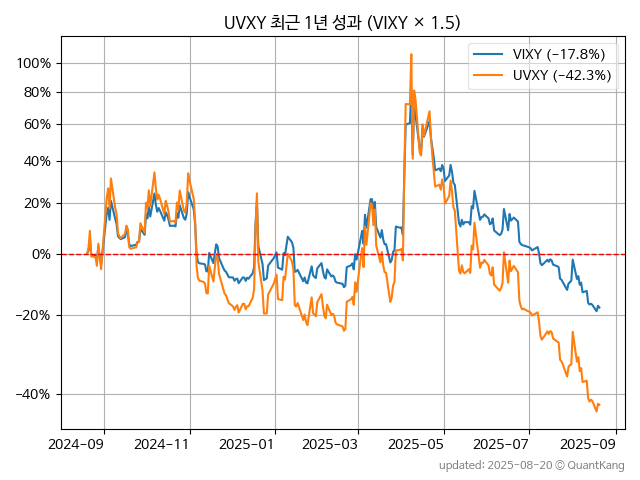 UVXY 최근 1년 성과 (VIXY × 1.5)
VIXY (−17.8%)
UVXY (−42.3%)
100%
80%
60%
40%
20%
0%
−20%
−40%
2024−09 2024−11 2025−01 2025−03 2025−05 2025−07 2025−09
updated: 2025−08−20 © QuantKang